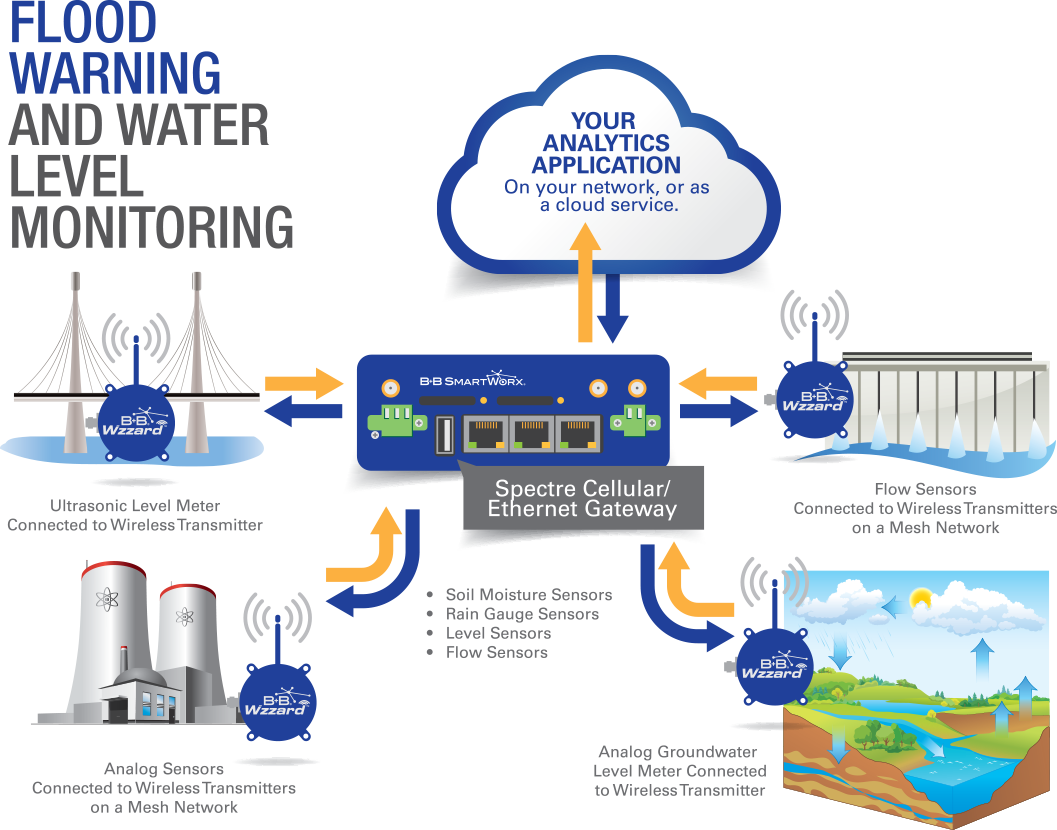 FLOOD
WARNING
AND WATER
LEVEL
MONITORING
YOUR
ANALYTICS
APPLICATION
On your network, or as
a cloud service.
B+B SMARTWORX
Spectre Cellular/
Ethernet Gateway
B+B
Wzzard
Ultrasonic Level Meter
Connected to Wireless Transmitter
B+B
Wzzard
Flow Sensors
Connected to Wireless Transmitters
on a Mesh Network
B+B
Wzzard
Analog Sensors
Connected to Wireless Transmitters
on a Mesh Network
• Soil Moisture Sensors
• Rain Gauge Sensors
• Level Sensors
• Flow Sensors
B+B
Wzzard
Analog Groundwater
Level Meter Connected
to Wireless Transmitter